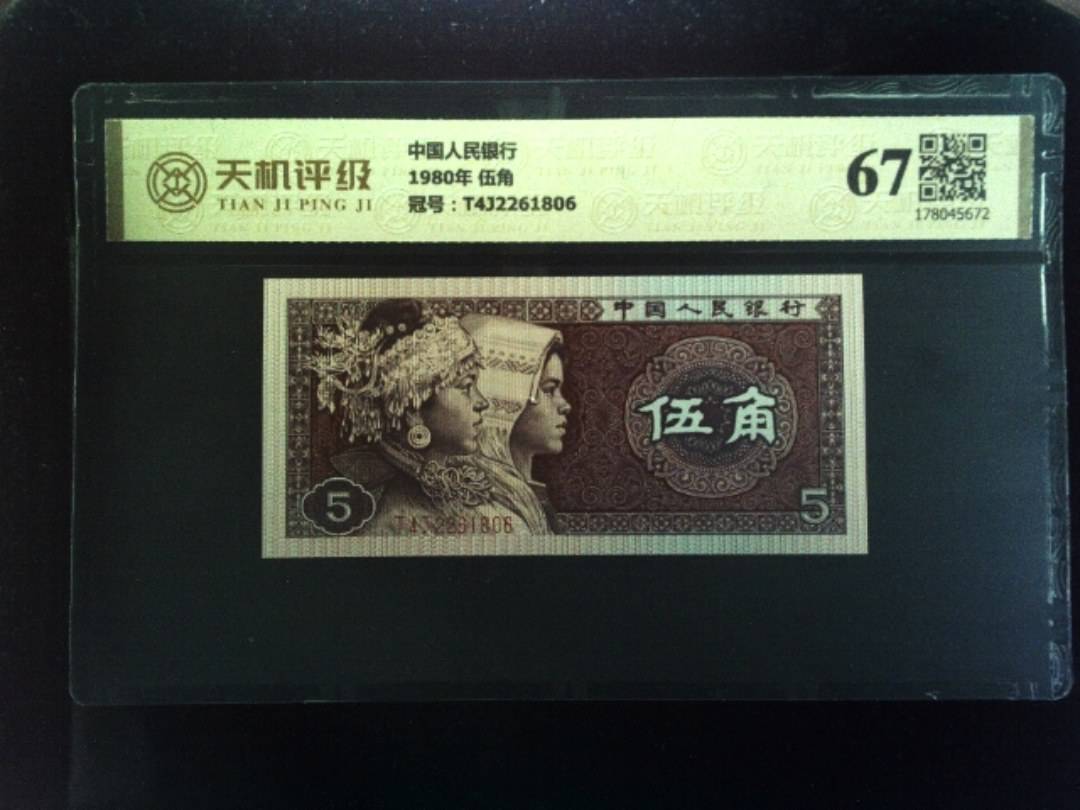 天机评级
TIAN JI PING JI
中国人民银行
1980年 伍角
冠号：T4J2261806
67
178045672
中国人民银行
伍角
5
5
T4J2261806